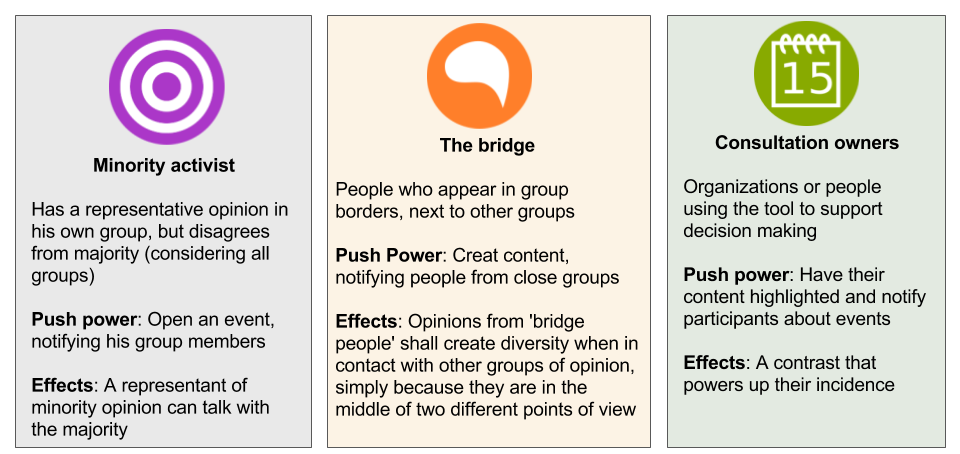 Minority activist
Has a representative opinion in
his own group, but disagrees
from majority (considering all
groups)
Push power: Open an event,
notifying his group members
Effects: A representant of
minority opinion can talk with
the majority
The bridge
People who appear in group
borders, next to other groups
Push Power: Creat content,
notifying people from close groups
Effects: Opinions from 'bridge
people' shall create diversity when in
contact with other groups of opinion,
simply because they are in the
middle of two different points of view
15
Consultation owners
Organizations or people
using the tool to support
decision making
Push power: Have their
content highlighted and notify
participants about events
Effects: A contrast that
powers up their incidence